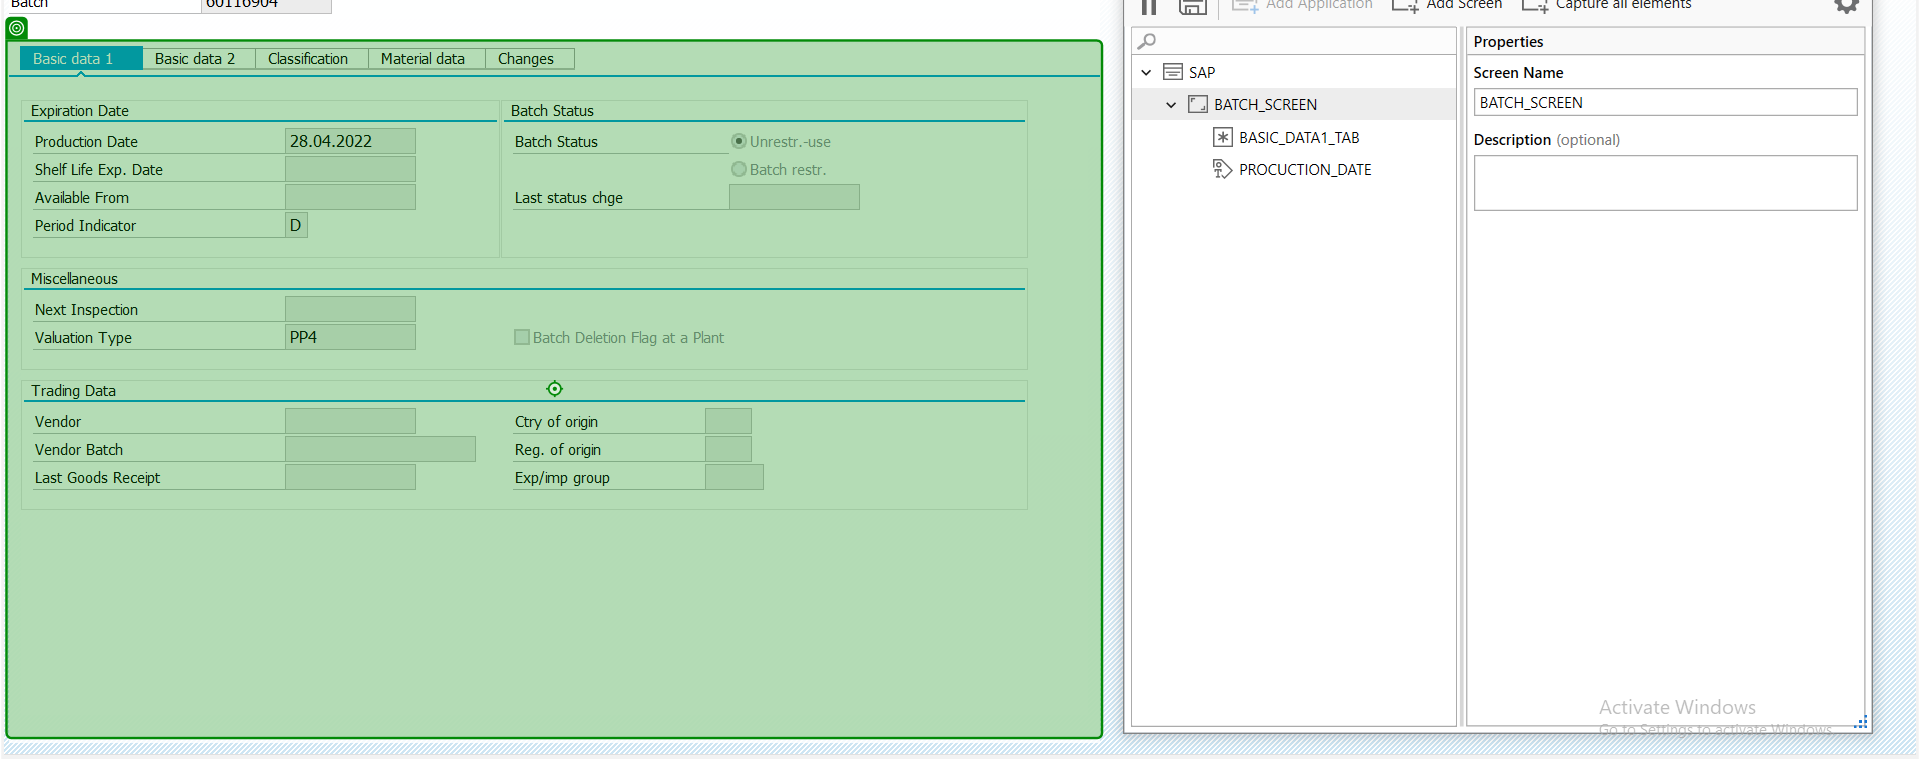 Batch 60116904
Basic data 1 Basic data 2 Classification Material data Changes
Expiration Date
Production Date 28.04.2022
Shelf Life Exp. Date
Available From
Period Indicator D
Batch Status
Batch Status Unrestr.-use
Batch restr.
Last status chge
Miscellaneous
Next Inspection
Valuation Type PP4
Batch Deletion Flag at a Plant
Trading Data
Vendor
Vendor Batch
Last Goods Receipt
Ctry of origin
Reg. of origin
Exp/imp group
Add Application Add Screen Capture all elements
SAP
BATCH_SCREEN
BASIC_DATA1_TAB
PROCUCTION_DATE
Properties
Screen Name
BATCH_SCREEN
Description (optional)
Activate Windows
Go to Settings to activate Windows.